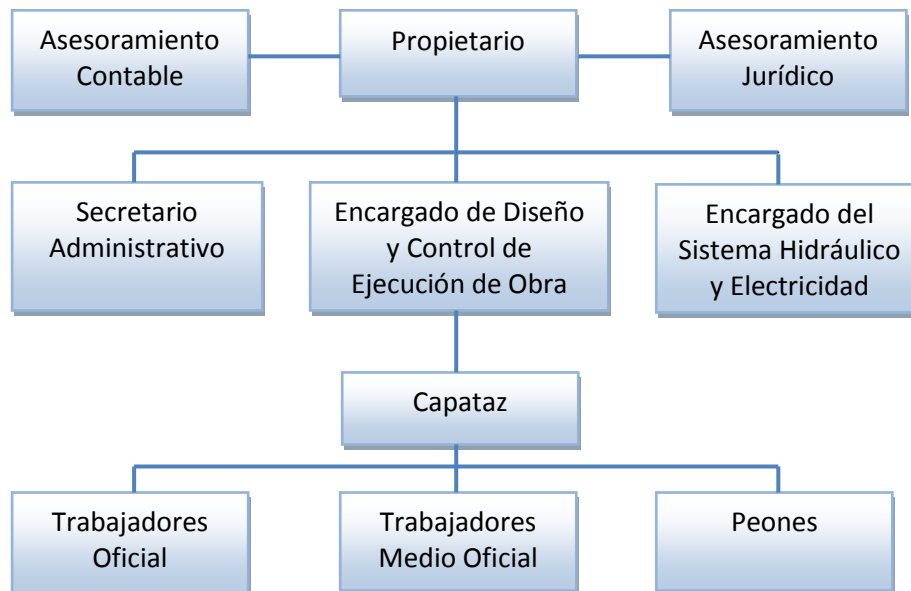 Asesoramiento
Contable
Propietario
Asesoramiento
Jurídico
Secretario
Administrativo
Encargado de Diseño
y Control de
Ejecución de Obra
Encargado del
Sistema Hidráulico
y Electricidad
Capataz
Trabajadores
Oficial
Trabajadores
Medio Oficial
Peones